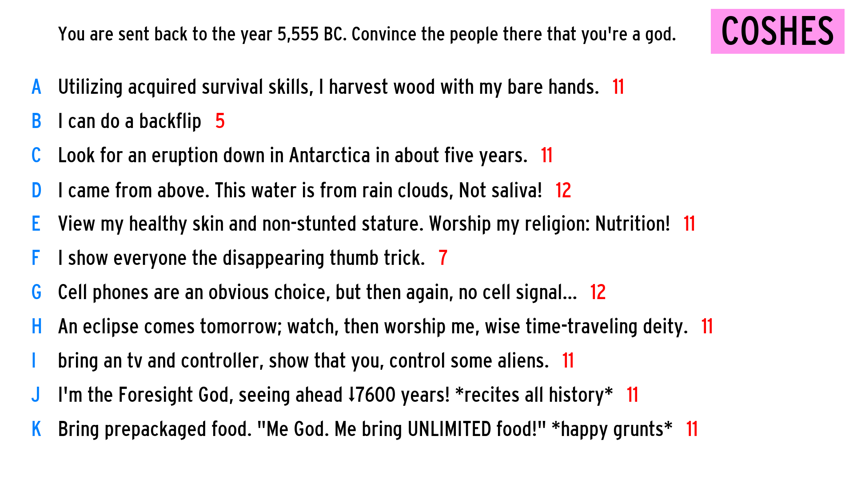 You are sent back to the year 5,555 BC. Convince the people there that you're a god.
COSHES
A Utilizing acquired survival skills, I harvest wood with my bare hands. 11
B I can do a backflip 5
C Look for an eruption down in Antarctica in about five years. 11
D I came from above. This water is from rain clouds, Not saliva! 12
E View my healthy skin and non-stunted stature. Worship my religion: Nutrition! 11
F I show everyone the disappearing thumb trick. 7
G Cell phones are an obvious choice, but then again, no cell signal... 12
H An eclipse comes tomorrow; watch, then worship me, wise time-traveling deity. 11
I bring an tv and controller, show that you, control some aliens. 11
J I'm the Foresight God, seeing ahead ⇂7600 years! *recites all history* 11
K Bring prepackaged food. "Me God. Me bring UNLIMITED food!" *happy grunts* 11